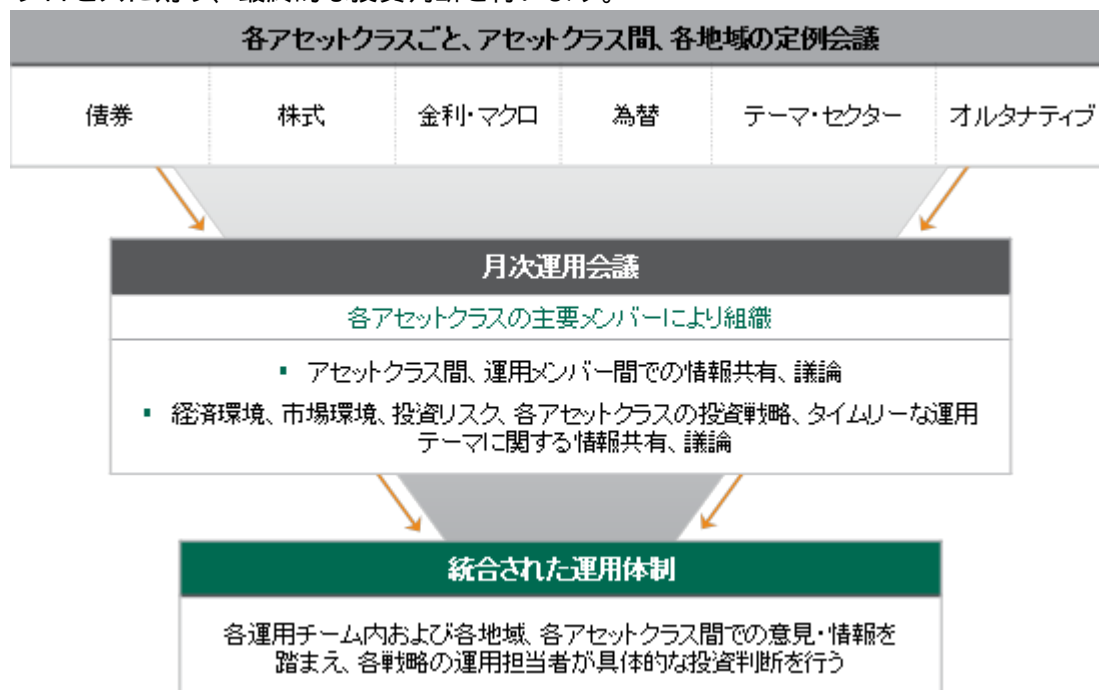 各アセットクラスごと、アセットクラス間、各地域の定例会議
債券 株式 金利・マクロ 為替 テーマ・セクター オルタナティブ
月次運用会議
各アセットクラスの主要メンバーにより組織
▪ アセットクラス間、運用メンバー間での情報共有、議論
▪ 経済環境、市場環境、投資リスク、各アセットクラスの投資戦略、タイムリーな運用
テーマに関する情報共有、議論
統合された運用体制
各運用チーム内および各地域、各アセットクラス間での意見・情報を
踏まえ、各戦略の運用担当者が具体的な投資判断を行う